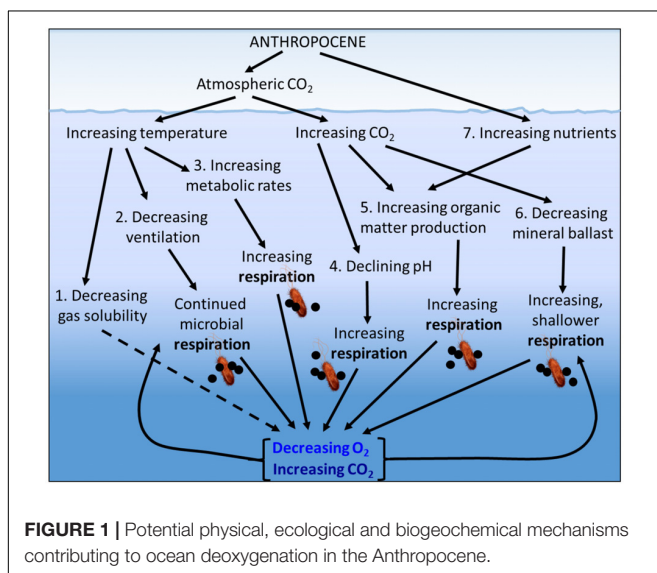 ANTHROPOCENE
Atmospheric CO₂
Increasing temperature
Increasing CO₂
7. Increasing nutrients
3. Increasing
metabolic rates
2. Decreasing
ventilation
5. Increasing organic
matter production
6. Decreasing
mineral ballast
Increasing
respiration
4. Declining pH
1. Decreasing
gas solubility
Continued
microbial
respiration
Increasing
respiration
Increasing
respiration
Increasing,
shallower
respiration
Decreasing O₂
Increasing CO₂
FIGURE 1 | Potential physical, ecological and biogeochemical mechanisms
contributing to ocean deoxygenation in the Anthropocene.